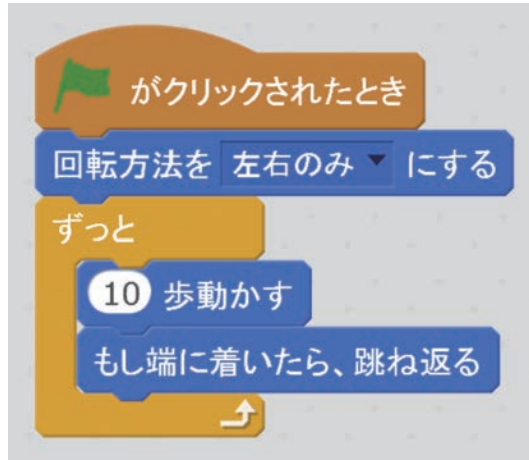 がクリックされたとき
回転方法を 左右のみ にする
ずっと
10 歩動かす
もし端に着いたら、跳ね返る